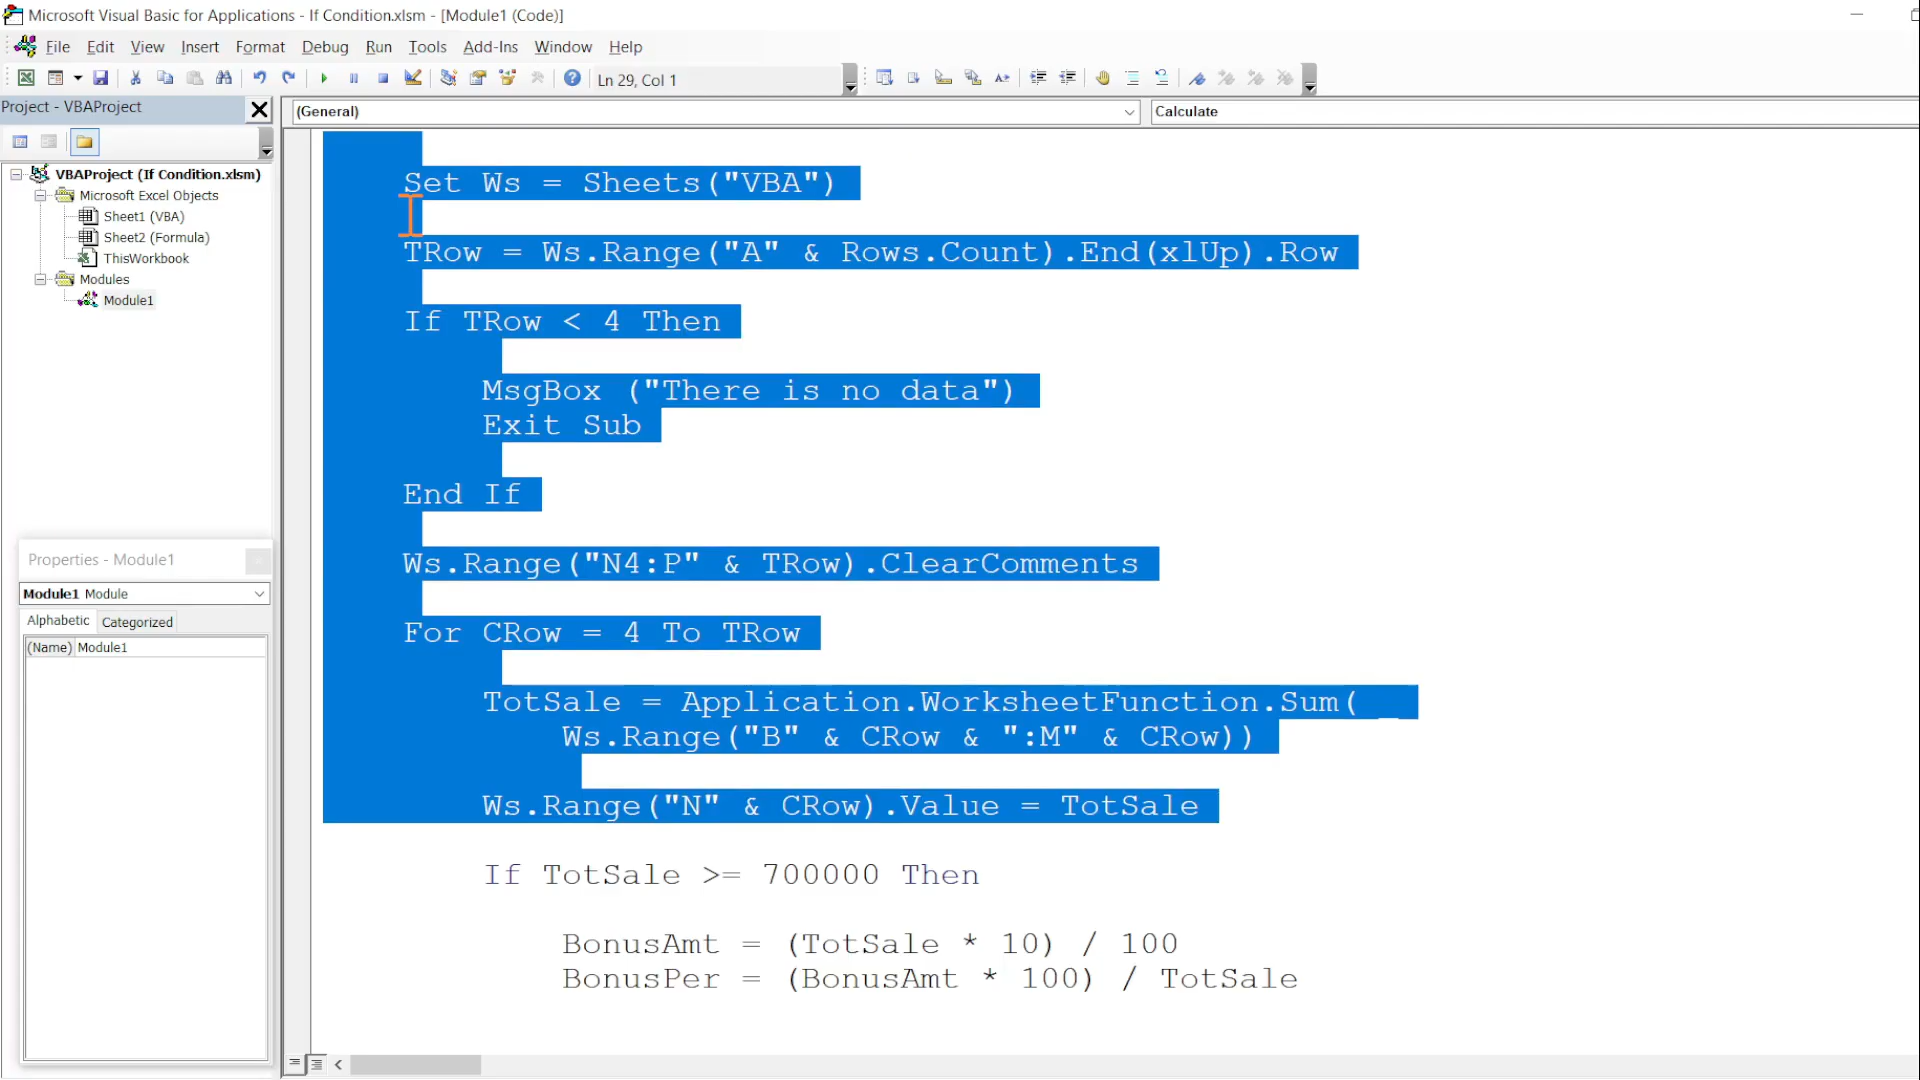 Microsoft Visual Basic for Applications - If Condition.xlsm - [Module1 (Code)]
File Edit View Insert Format Debug Run Tools Add-Ins Window Help
Ln 29, Col 1
Project - VBAProject
(General)
Calculate
VBAProject (If Condition.xlsm)
Microsoft Excel Objects
Sheet1 (VBA)
Sheet2 (Formula)
ThisWorkbook
Modules
Module1
Properties - Module1
Module1 Module
Alphabetic Categorized
(Name) Module1
Set Ws = Sheets("VBA")
TRow = Ws.Range("A" & Rows.Count).End(xlUp).Row
If TRow < 4 Then
MsgBox ("There is no data")
Exit Sub
End If
Ws.Range("N4:P" & TRow).ClearComments
For CRow = 4 To TRow
TotSale = Application.WorksheetFunction.Sum( _
Ws.Range("B" & CRow & ":M" & CRow))
Ws.Range("N" & CRow).Value = TotSale
If TotSale >= 700000 Then
BonusAmt = (TotSale * 10) / 100
BonusPer = (BonusAmt * 100) / TotSale